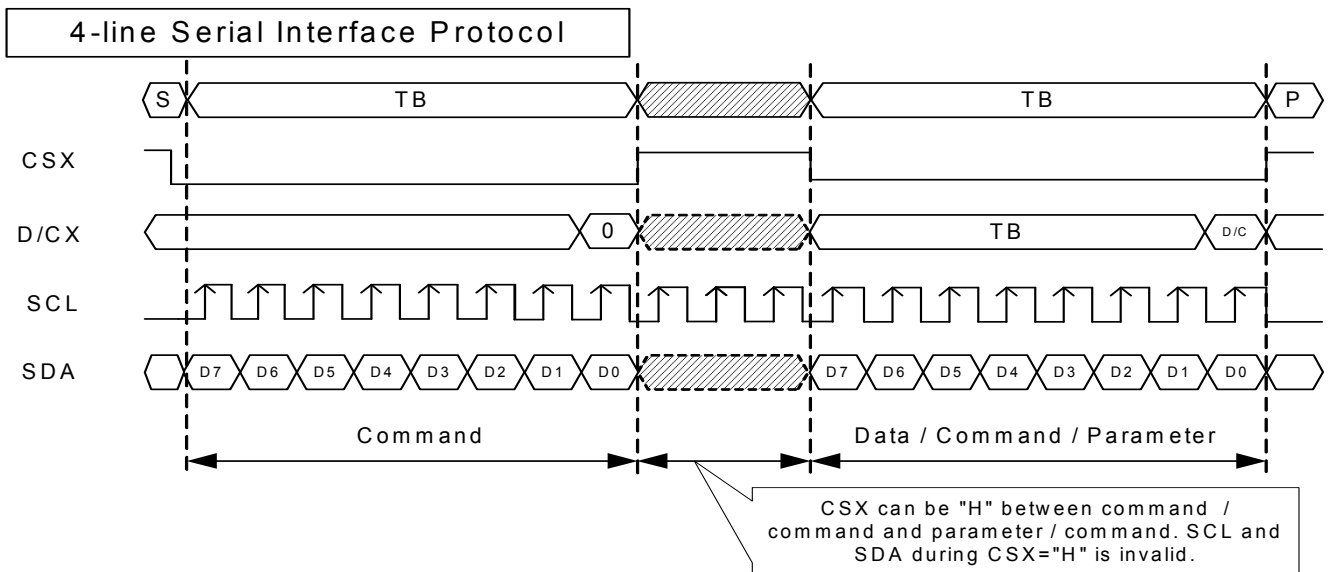 4-line Serial Interface Protocol
S TB TB P
CSX
D/CX 0 TB D/C
SCL
SDA D7 D6 D5 D4 D3 D2 D1 D0 D7 D6 D5 D4 D3 D2 D1 D0
Command Data / Command / Parameter
CSX can be "H" between command /
command and parameter / command. SCL and
SDA during CSX="H" is invalid.